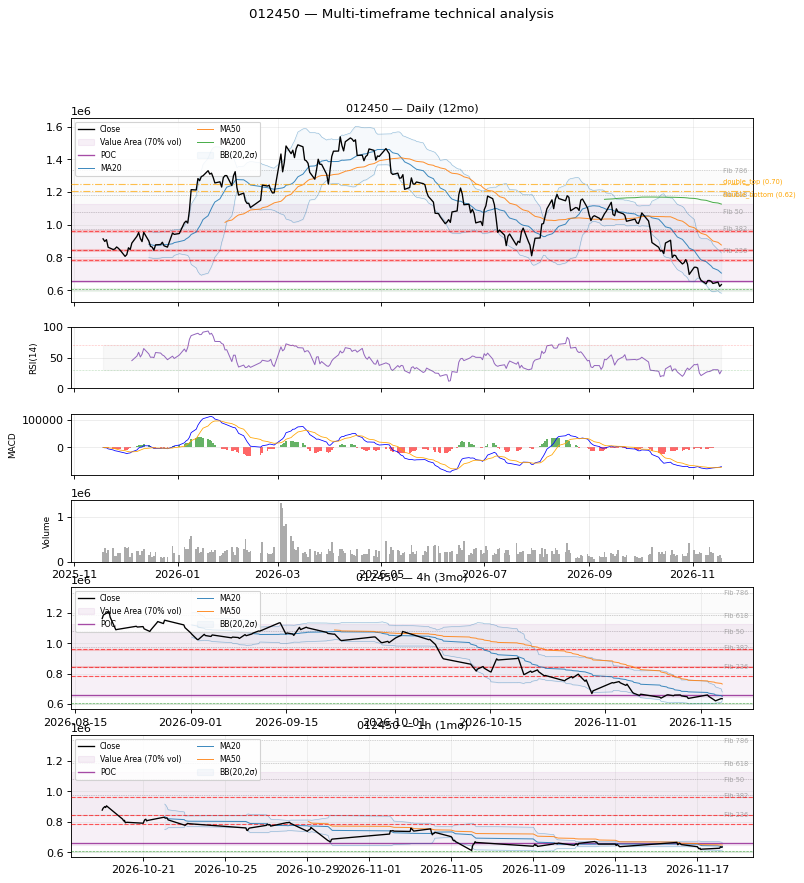 012450 — Multi-timeframe technical analysis
012450 — Daily (12mo)
1e6
Close
Value Area (70% vol)
POC
MA20
MA50
MA200
BB(20,2σ)
1.6
1.4
1.2
1.0
0.8
0.6
Fib 786
double_top (0.70)
double_bottom (0.62)
Fib 50
Fib 382
Fib 236
RSI(14)
100
50
0
MACD
100000
0
1e6
Volume
1
0
2025-11
2026-01
2026-03
2026-05
2026-07
2026-09
2026-11
012450 — 4h (3mo)
1e6
Close
Value Area (70% vol)
POC
MA20
MA50
BB(20,2σ)
1.2
1.0
0.8
0.6
Fib 786
Fib 618
Fib 50
Fib 382
Fib 236
2026-08-15
2026-09-01
2026-09-15
2026-10-01
2026-10-15
2026-11-01
2026-11-15
012450 — 1h (1mo)
1e6
Close
Value Area (70% vol)
POC
MA20
MA50
BB(20,2σ)
1.2
1.0
0.8
0.6
Fib 786
Fib 618
Fib 50
Fib 382
Fib 236
2026-10-21
2026-10-25
2026-10-29
2026-11-01
2026-11-05
2026-11-09
2026-11-13
2026-11-17